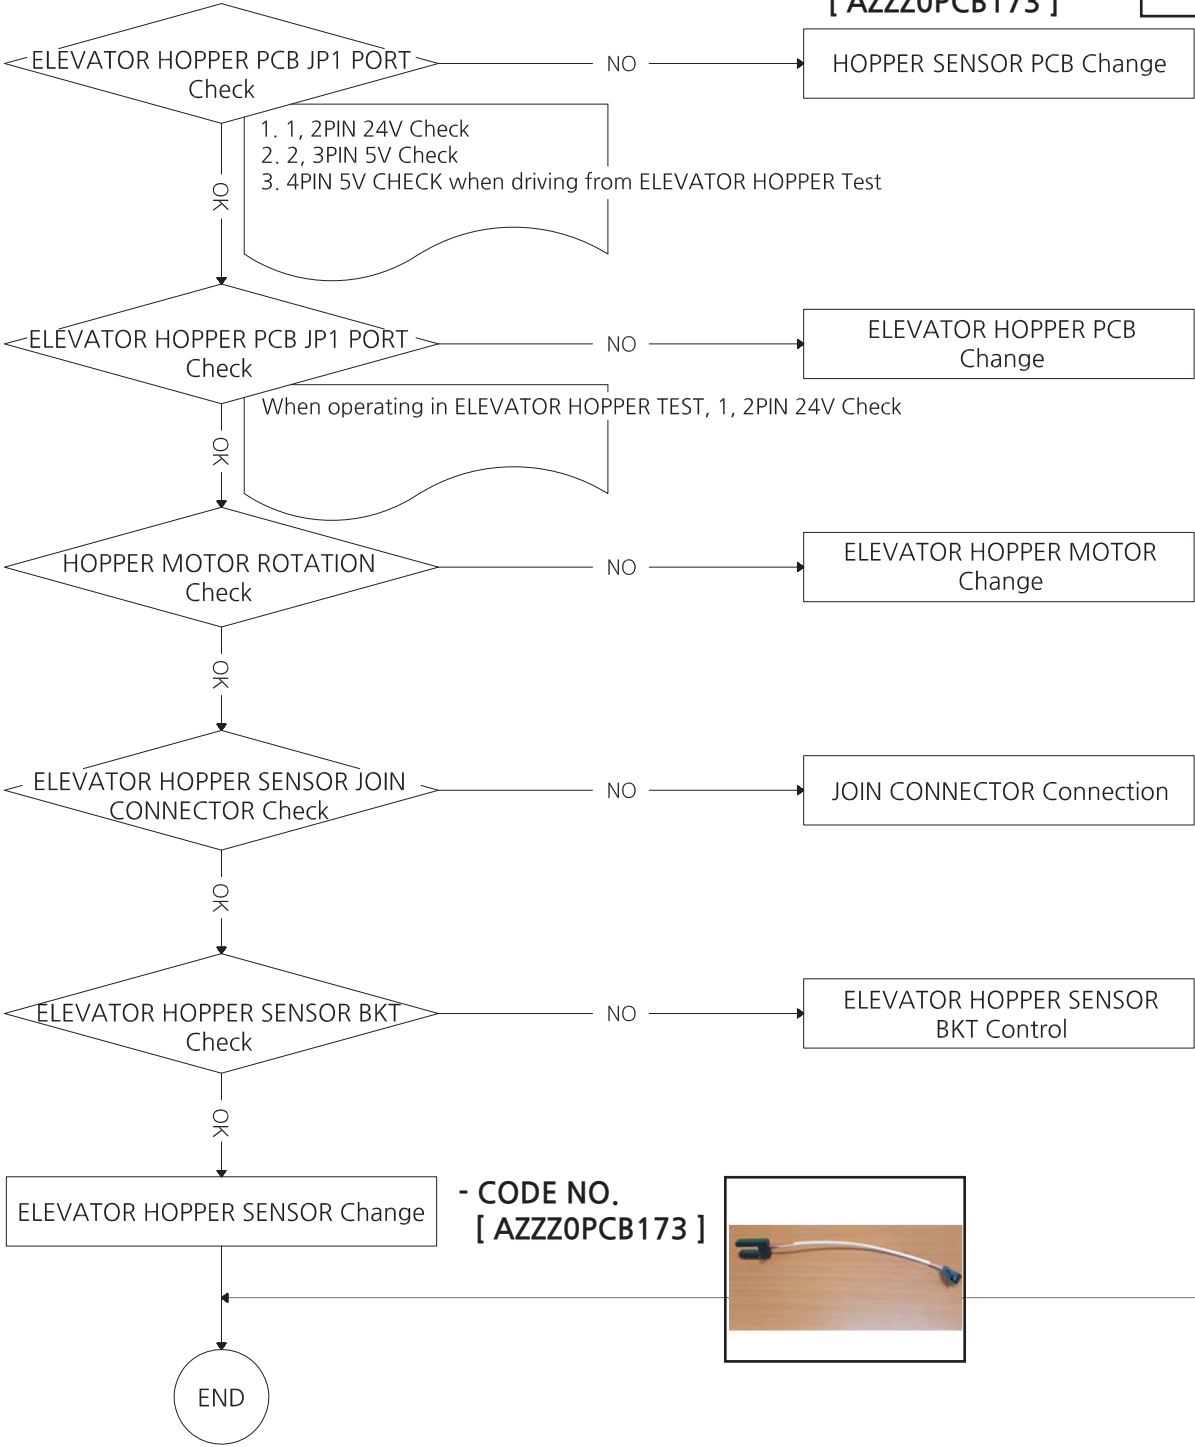 [ AZZZ0PCB173 ]
ELEVATOR HOPPER PCB JP1 PORT
Check
NO
HOPPER SENSOR PCB Change
1. 1, 2PIN 24V Check
2. 2, 3PIN 5V Check
3. 4PIN 5V CHECK when driving from ELEVATOR HOPPER Test
OK
ELEVATOR HOPPER PCB JP1 PORT
Check
NO
ELEVATOR HOPPER PCB
Change
When operating in ELEVATOR HOPPER TEST, 1, 2PIN 24V Check
OK
HOPPER MOTOR ROTATION
Check
NO
ELEVATOR HOPPER MOTOR
Change
OK
ELEVATOR HOPPER SENSOR JOIN
CONNECTOR Check
NO
JOIN CONNECTOR Connection
OK
ELEVATOR HOPPER SENSOR BKT
Check
NO
ELEVATOR HOPPER SENSOR
BKT Control
OK
ELEVATOR HOPPER SENSOR Change
- CODE NO.
[ AZZZ0PCB173 ]
END